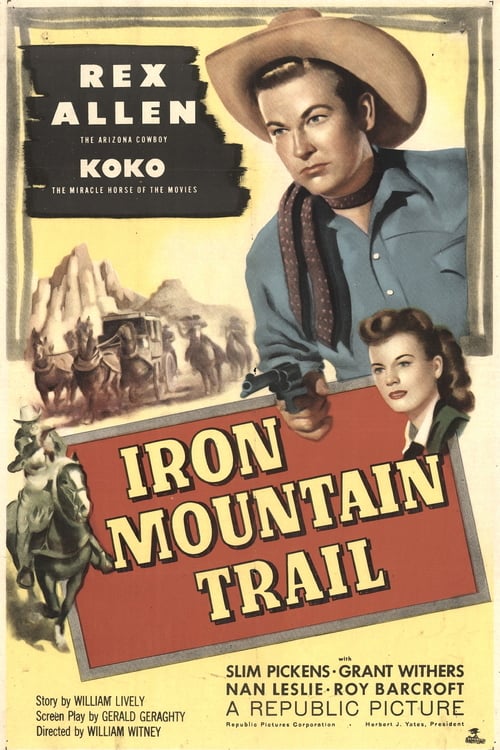 REX
ALLEN
THE ARIZONA COWBOY
KOKO
THE MIRACLE HORSE OF THE MOVIES
IRON
MOUNTAIN
TRAIL
with
SLIM PICKENS · GRANT WITHERS
NAN LESLIE · ROY BARCROFT
A REPUBLIC PICTURE
Republic Pictures Corporation · Herbert J. Yates, President
Story by WILLIAM LIVELY
Screen Play by GERALD GERAGHTY
Directed by WILLIAM WITNEY